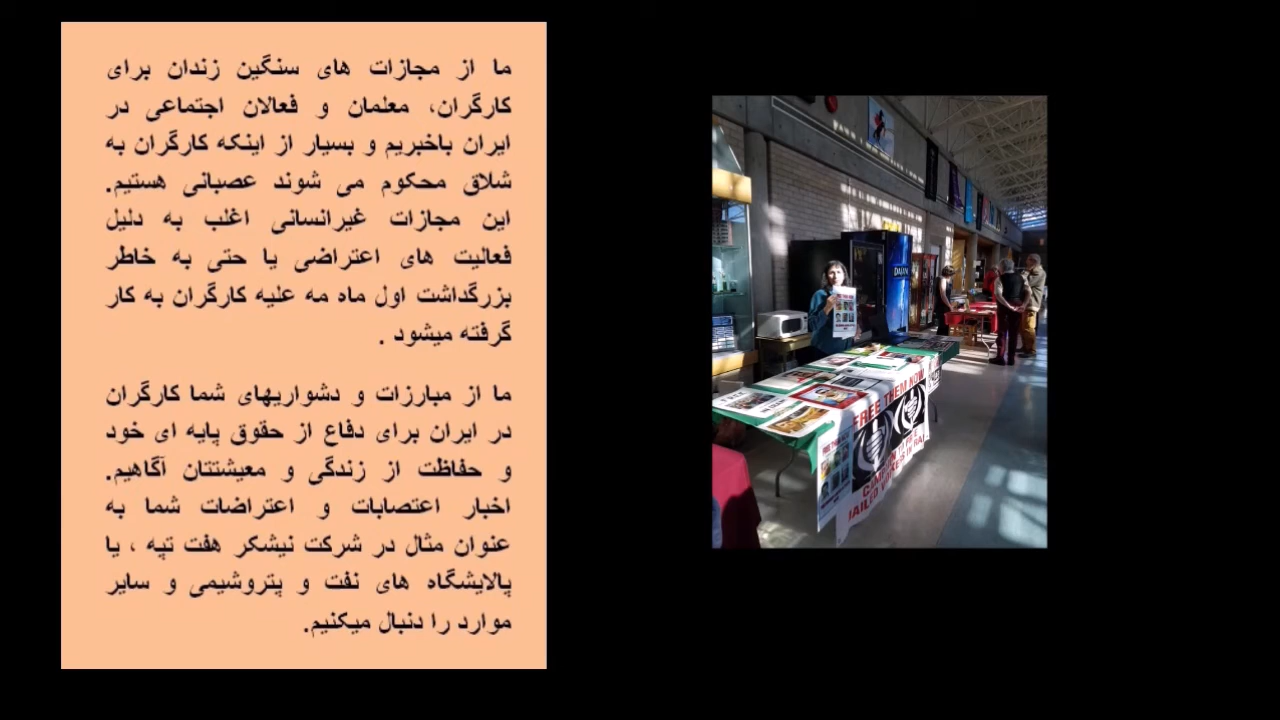 ما از مجازات های سنگین زندان برای
کارگران، معلمان و فعالان اجتماعی در
ایران باخبریم و بسیار از اینکه کارگران به
شلاق محکوم می شوند عصبانی هستیم.
این مجازات غیرانسانی اغلب به دلیل
فعالیت های اعتراضی یا حتی به خاطر
بزرگداشت اول ماه مه علیه کارگران به کار
گرفته میشود .
ما از مبارزات و دشواریهای شما کارگران
در ایران برای دفاع از حقوق پایه ای خود
و حفاظت از زندگی و معیشتتان آگاهیم.
اخبار اعتصابات و اعتراضات شما به
عنوان مثال در شرکت نیشکر هفت تپه ، یا
پالایشگاه های نفت و پتروشیمی و سایر
موارد را دنبال میکنیم.
FREE THEM NOW
CAMPAIGN TO FREE
JAILED WORKERS IN IRAN